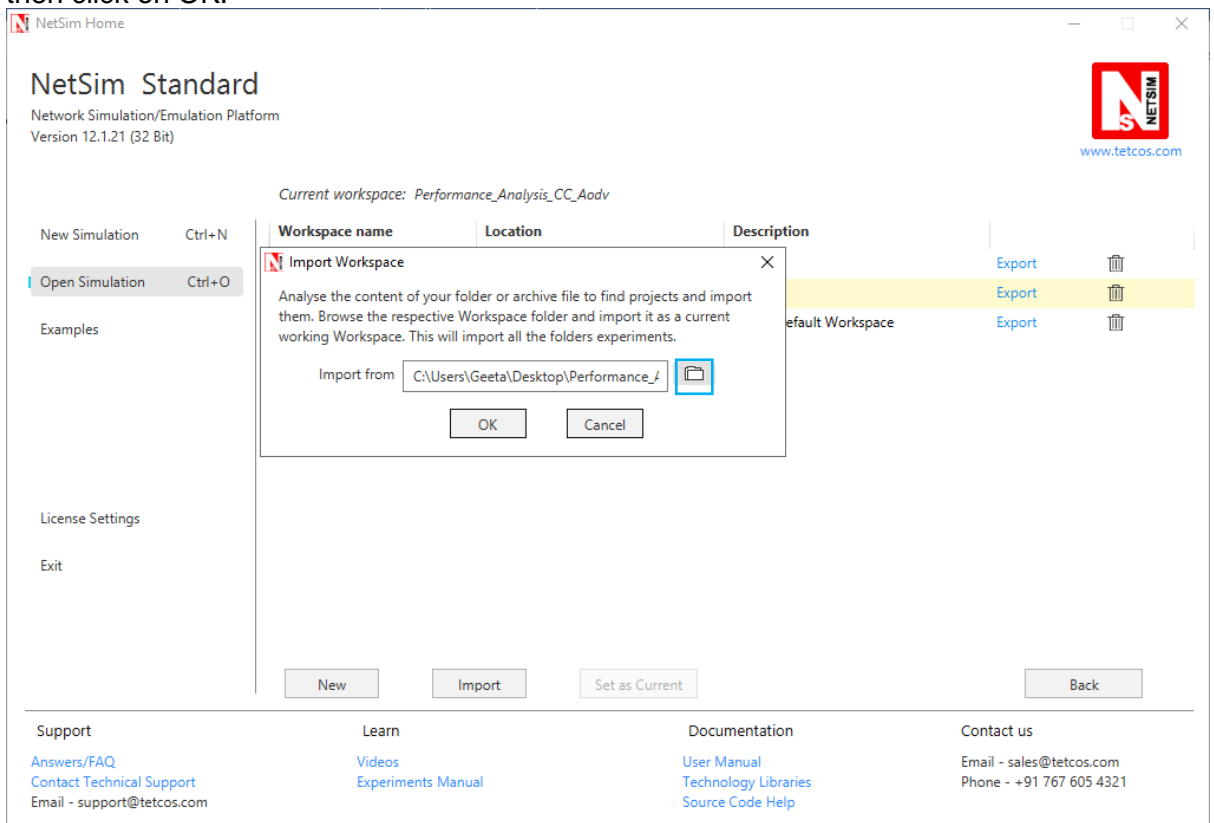 then click on OK.
NetSim Home
NetSim Standard
Network Simulation/Emulation Platform
Version 12.1.21 (32 Bit)
NETSIM
www.tetcos.com
Current workspace: Performance_Analysis_CC_Aodv
New Simulation Ctrl+N
Open Simulation Ctrl+O
Examples
License Settings
Exit
Workspace name Location Description
Import Workspace
Analyse the content of your folder or archive file to find projects and import
them. Browse the respective Workspace folder and import it as a current
working Workspace. This will import all the folders experiments.
Import from C:\Users\Geeta\Desktop\Performance_
OK Cancel
Export
Export
efault Workspace Export
New Import Set as Current Back
Support Learn Documentation Contact us
Answers/FAQ Videos User Manual Email - sales@tetcos.com
Contact Technical Support Experiments Manual Technology Libraries Phone - +91 767 605 4321
Email - support@tetcos.com Source Code Help